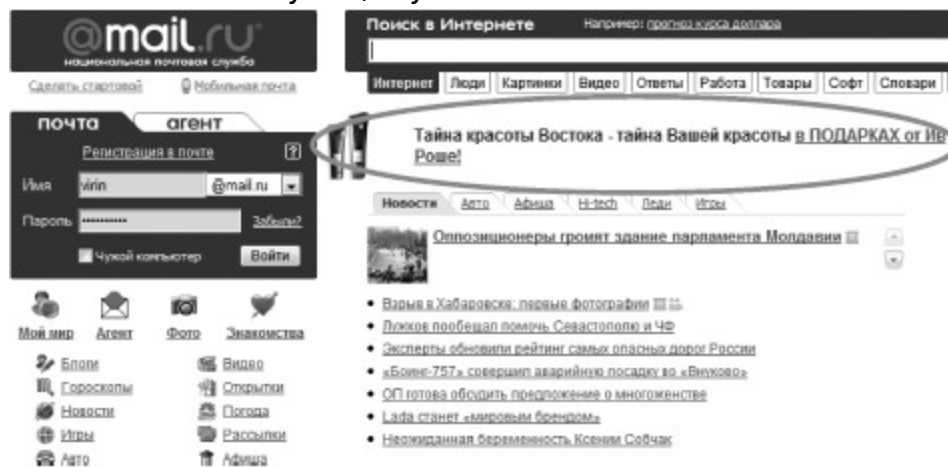 @mail.ru
национальная почтовая служба
Сделать стартовой
Мобильная почта
почта
агент
Регистрация в почте
?
Имя
virin
@mail.ru
Пароль
Забыли?
Чужой компьютер
Войти
Мой мир
Агент
Фото
Знакомства
Блоги
Видео
Гороскопы
Открытки
Новости
Погода
Игры
Рассылки
Авто
Афиша
Поиск в Интернете
Например: прогноз курса доллара
Интернет Люди Картинки Видео Ответы Работа Товары Софт Словари
Тайна красоты Востока - тайна Вашей красоты в ПОДАРКАХ от Ив
Роше!
Новости Авто Афиша Hi-tech Леди Игры
Оппозиционеры громят здание парламента Молдавии
• Взрыв в Хабаровске: первые фотографии
• Лужков пообещал помочь Севастополю и ЧФ
• Эксперты обновили рейтинг самых опасных дорог России
• «Боинг-757» совершил аварийную посадку во «Внуково»
• ОП готова обсудить предложение о многоженстве
• Lada станет «мировым брендом»
• Неожиданная беременность Ксении Собчак